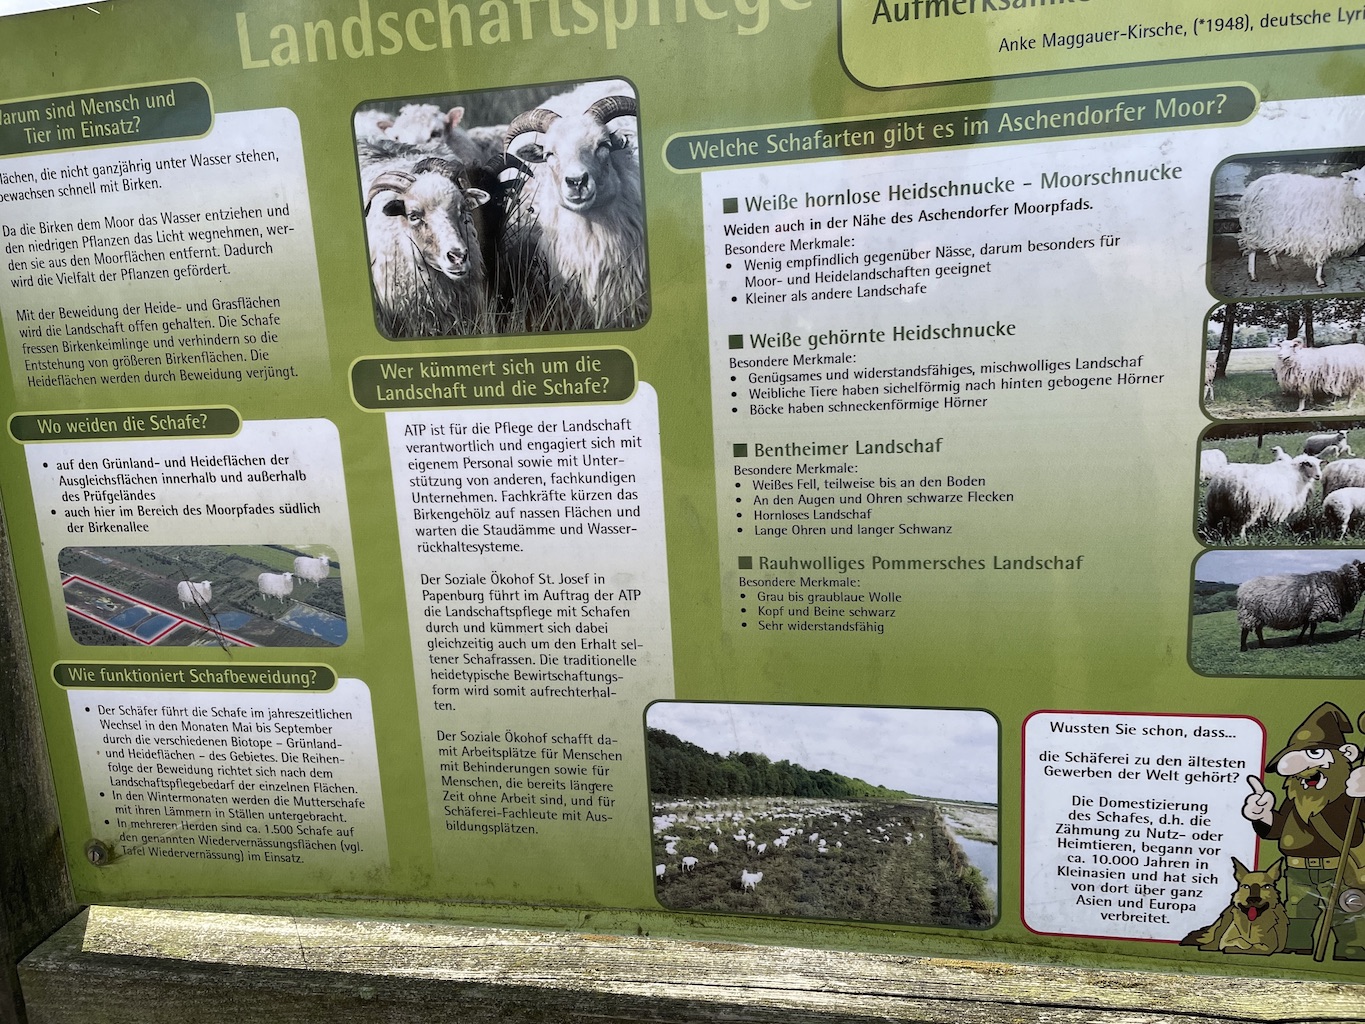 Landschaftspflege
Anke Maggauer-Kirsche, (*1948), deutsche
Warum sind Mensch und
Tier im Einsatz?
Flächen, die nicht ganzjährig unter Wasser stehen,
bewachsen schnell mit Birken.
Da die Birken dem Moor das Wasser entziehen und
den niedrigen Pflanzen das Licht wegnehmen, wer-
den sie aus den Moorflächen entfernt. Dadurch
wird die Vielfalt der Pflanzen gefördert.
Mit der Beweidung der Heide- und Grasflächen
wird die Landschaft offen gehalten. Die Schafe
fressen Birkenkeimlinge und verhindern so die
Entstehung von größeren Birkenflächen. Die
Heideflächen werden durch Beweidung verjüngt.
Wo weiden die Schafe?
• auf den Grünland- und Heideflächen der
Ausgleichsflächen innerhalb und außerhalb
des Prüfgeländes
• auch hier im Bereich des Moorpfades südlich
der Birkenallee
Wie funktioniert Schafbeweidung?
• Der Schäfer führt die Schafe im jahreszeitlichen
Wechsel in den Monaten Mai bis September
durch die verschiedenen Biotope – Grünland-
und Heideflächen – des Gebietes. Die Reihen-
folge der Beweidung richtet sich nach dem
Landschaftspflegebedarf der einzelnen Flächen.
• In den Wintermonaten werden die Mutterschafe
mit ihren Lämmern in Ställen untergebracht.
• In mehreren Herden sind ca. 1.500 Schafe auf
den genannten Wiedervernässungsflächen (vgl.
Tafel Wiedervernässung) im Einsatz.
Wer kümmert sich um die
Landschaft und die Schafe?
ATP ist für die Pflege der Landschaft
verantwortlich und engagiert sich mit
eigenem Personal sowie mit Unter-
stützung von anderen, fachkundigen
Unternehmen. Fachkräfte kürzen das
Birkengehölz auf nassen Flächen und
warten die Staudämme und Wasser-
rückhaltesysteme.
Der Soziale Ökohof St. Josef in
Papenburg führt im Auftrag der ATP
die Landschaftspflege mit Schafen
durch und kümmert sich dabei
gleichzeitig auch um den Erhalt sel-
tener Schafrassen. Die traditionelle
heidetypische Bewirtschaftungs-
form wird somit aufrechterhal-
ten.
Der Soziale Ökohof schafft da-
mit Arbeitsplätze für Menschen
mit Behinderungen sowie für
Menschen, die bereits längere
Zeit ohne Arbeit sind, und für
Schäferei-Fachleute mit Aus-
bildungsplätzen.
Welche Schafarten gibt es im Aschendorfer Moor?
■ Weiße hornlose Heidschnucke - Moorschnucke
Weiden auch in der Nähe des Aschendorfer Moorpfads.
Besondere Merkmale:
• Wenig empfindlich gegenüber Nässe, darum besonders für
Moor- und Heidelandschaften geeignet
• Kleiner als andere Landschafe
■ Weiße gehörnte Heidschnucke
Besondere Merkmale:
• Genügsames und widerstandsfähiges, mischwolliges Landschaf
• Weibliche Tiere haben sichelförmig nach hinten gebogene Hörner
• Böcke haben schneckenförmige Hörner
■ Bentheimer Landschaf
Besondere Merkmale:
• Weißes Fell, teilweise bis an den Boden
• An den Augen und Ohren schwarze Flecken
• Hornloses Landschaf
• Lange Ohren und langer Schwanz
■ Rauhwolliges Pommersches Landschaf
Besondere Merkmale:
• Grau bis graublaue Wolle
• Kopf und Beine schwarz
• Sehr widerstandsfähig
Wussten Sie schon, dass...
die Schäferei zu den ältesten
Gewerben der Welt gehört?
Die Domestizierung
des Schafes, d.h. die
Zähmung zu Nutz- oder
Heimtieren, begann vor
ca. 10.000 Jahren in
Kleinasien und hat sich
von dort über ganz
Asien und Europa
verbreitet.